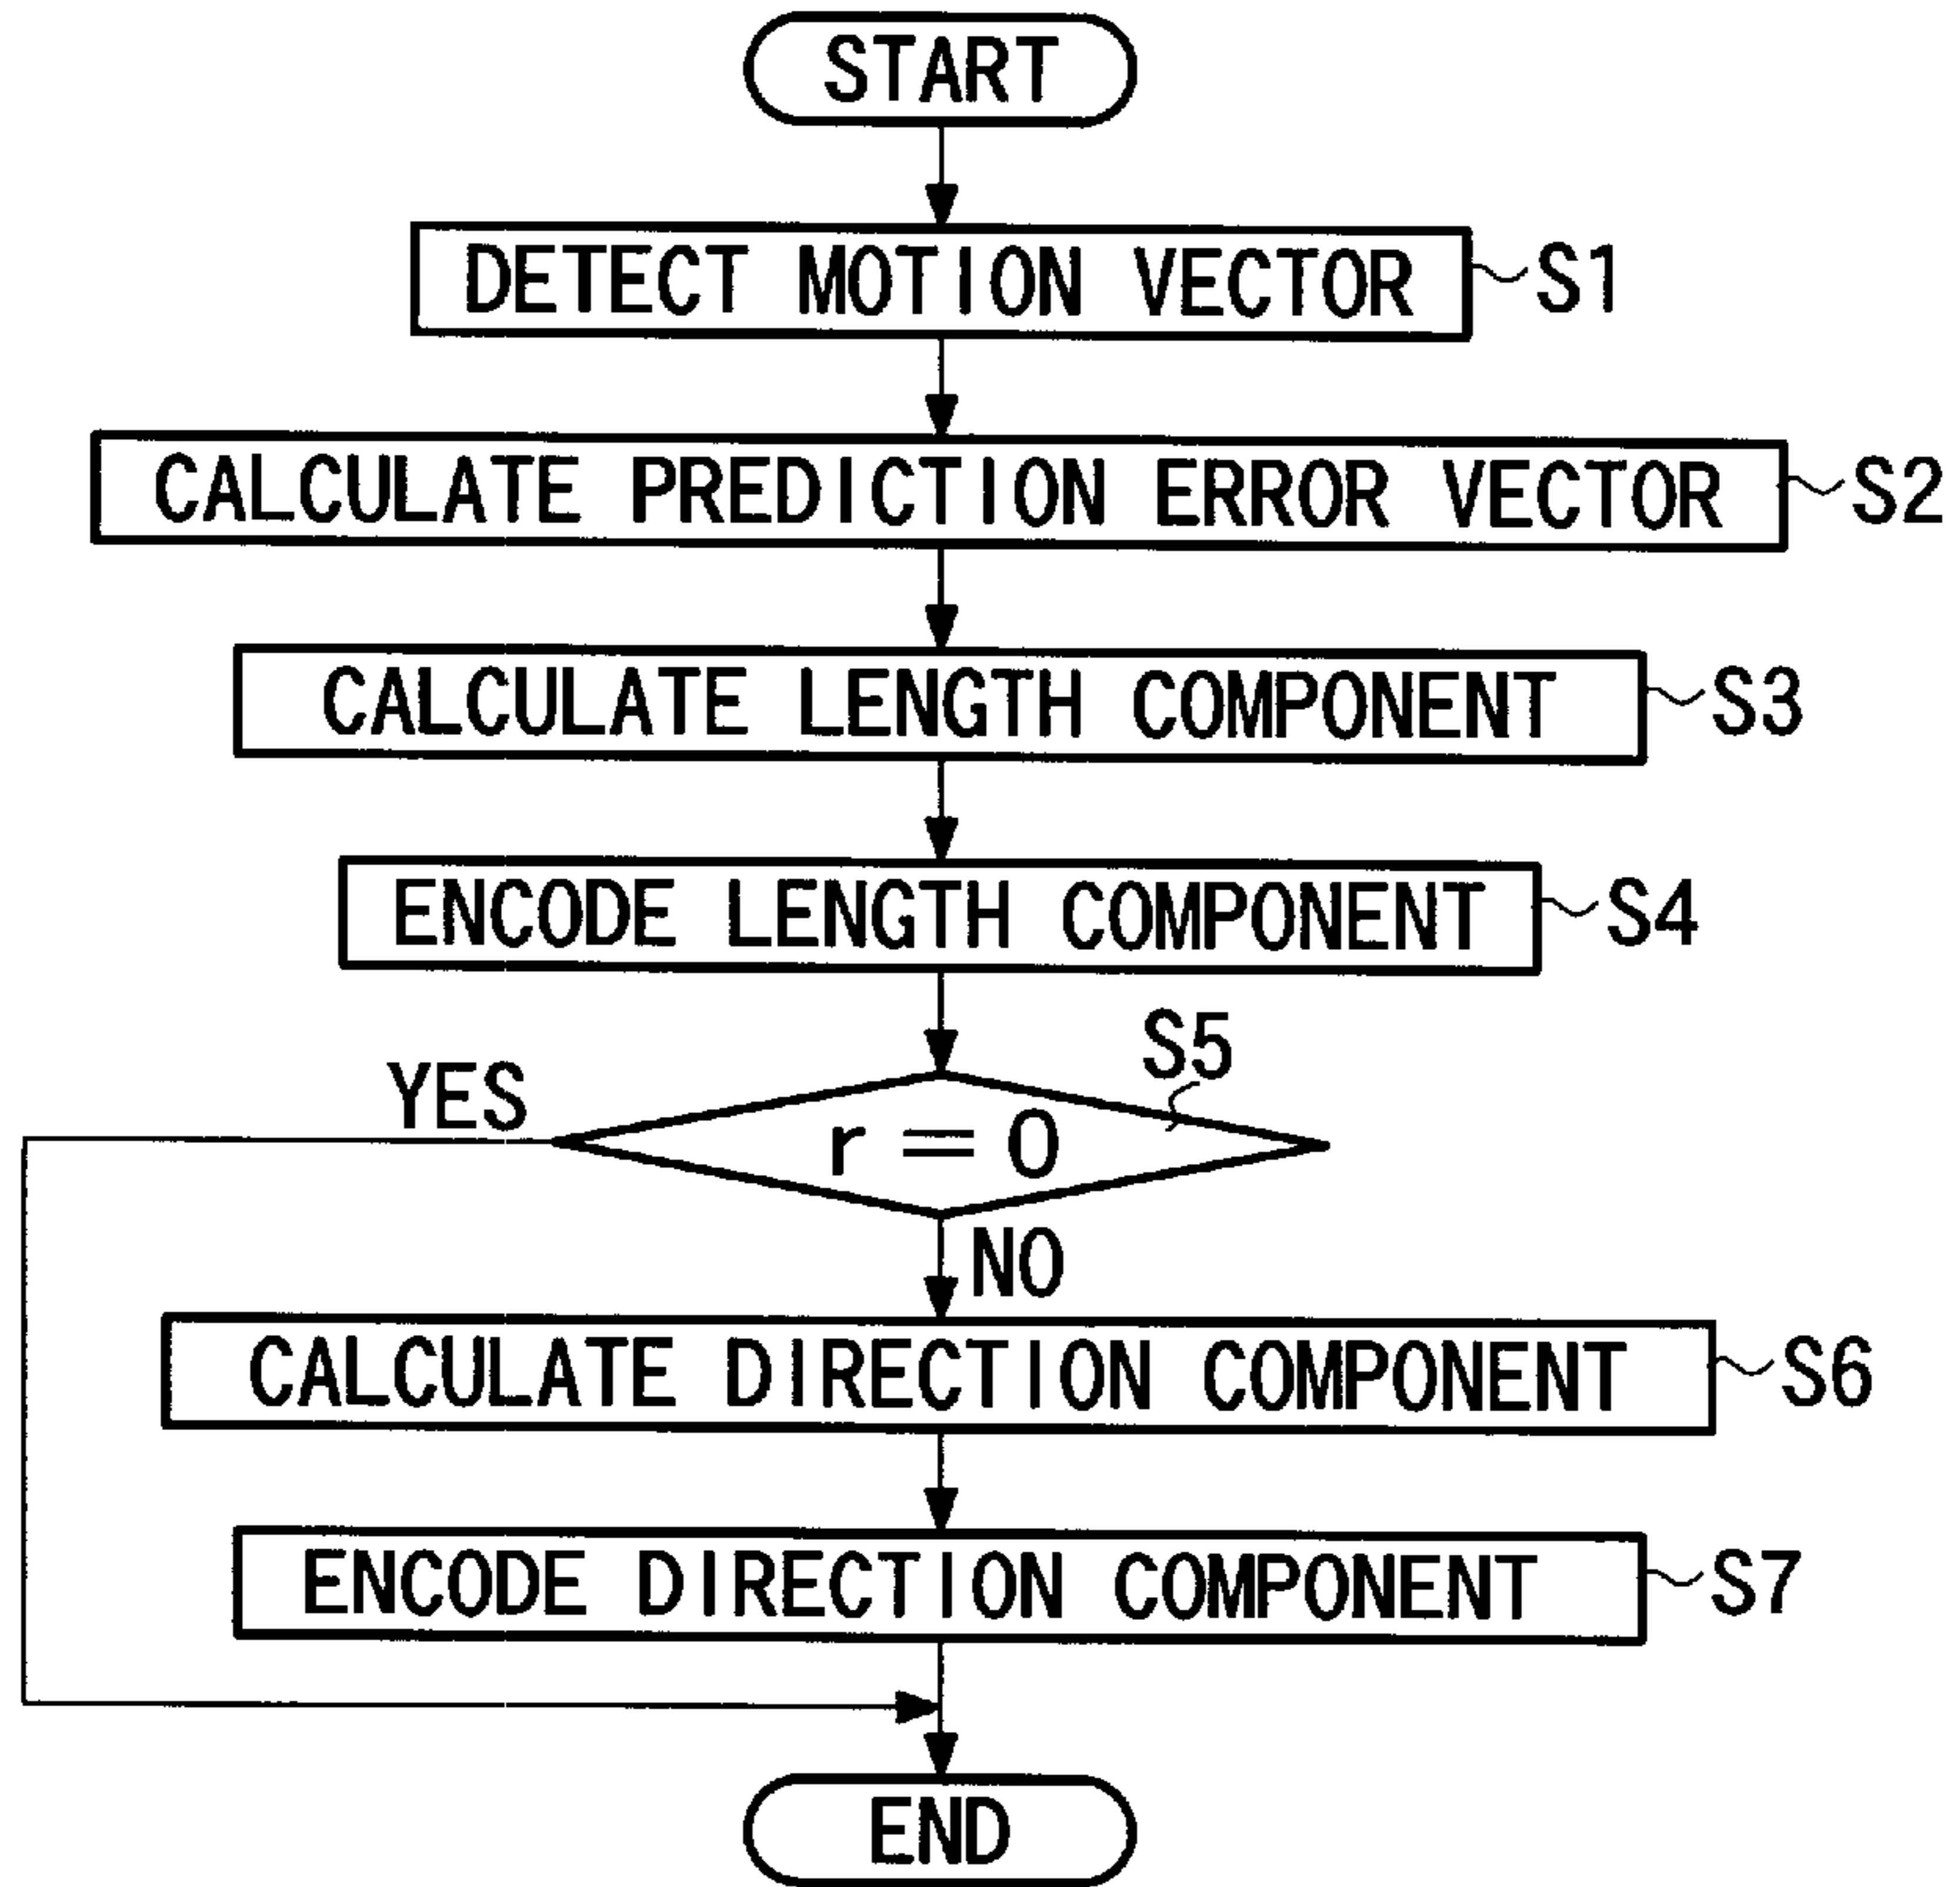 START
DETECT MOTION VECTOR S1
CALCULATE PREDICTION ERROR VECTOR S2
CALCULATE LENGTH COMPONENT S3
ENCODE LENGTH COMPONENT S4
S5
YES
r = 0
NO
CALCULATE DIRECTION COMPONENT S6
ENCODE DIRECTION COMPONENT S7
END